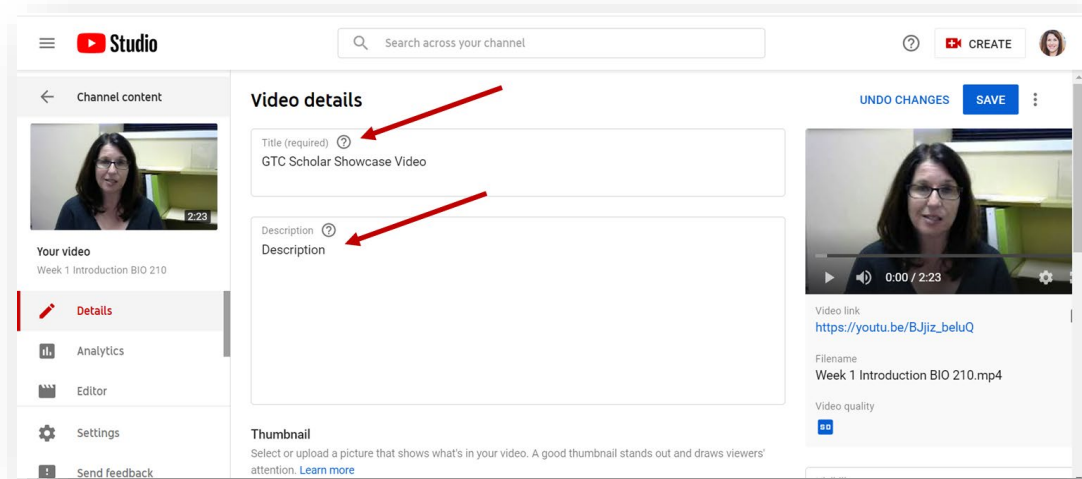 Studio
Search across your channel
CREATE
Channel content
2:23
Your video
Week 1 Introduction BIO 210
Details
Analytics
Editor
Settings
Send feedback
Video details
UNDO CHANGES
SAVE
Title (required)
GTC Scholar Showcase Video
Description
Description
Thumbnail
Select or upload a picture that shows what's in your video. A good thumbnail stands out and draws viewers'
attention. Learn more
0:00 / 2:23
Video link
https://youtu.be/BJjiz_beluQ
Filename
Week 1 Introduction BIO 210.mp4
Video quality
SD